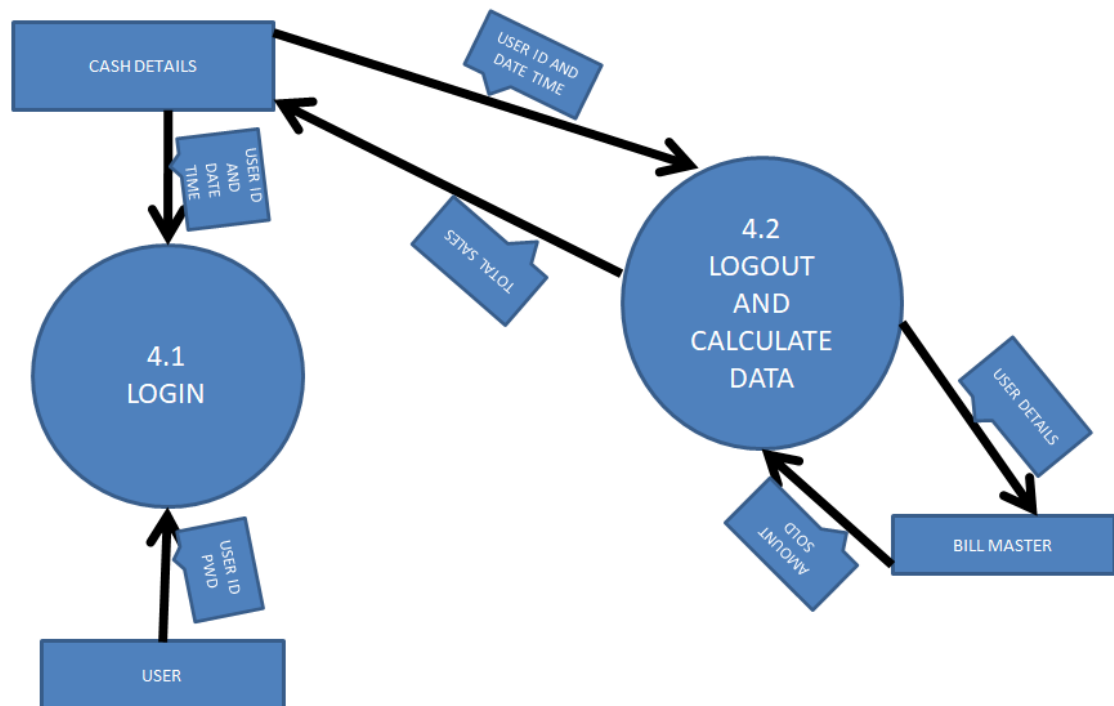 CASH DETAILS
USER ID AND
DATE TIME
USER ID
AND
DATE
TIME
TOTAL SALES
4.2
LOGOUT
AND
CALCULATE
DATA
4.1
LOGIN
USER DETAILS
AMOUNT
SOLD
BILL MASTER
USER ID
PWD
USER